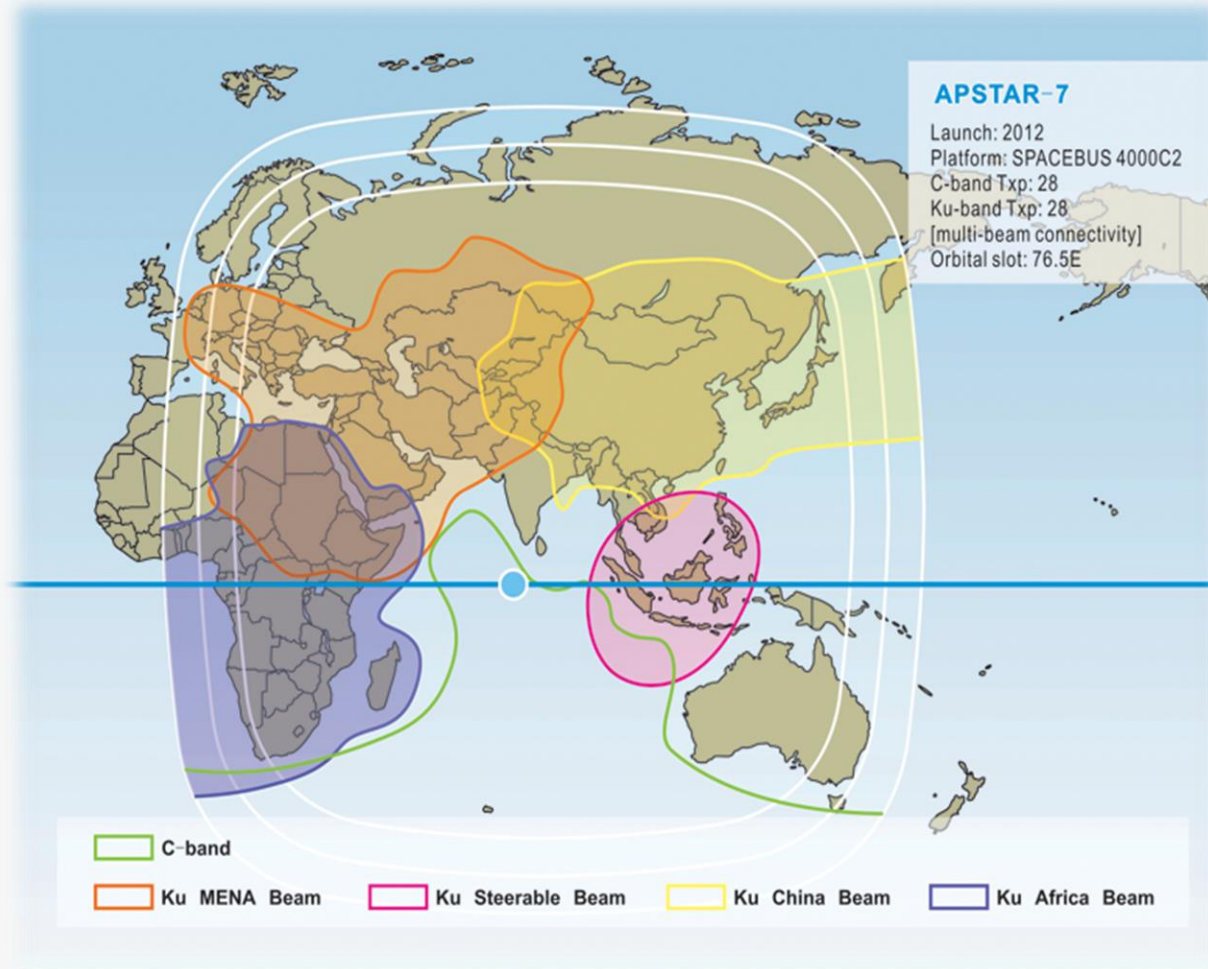 APSTAR-7
Launch: 2012
Platform: SPACEBUS 4000C2
C-band Txp: 28
Ku-band Txp: 28
[multi-beam connectivity]
Orbital slot: 76.5E
C-band
Ku MENA Beam
Ku Steerable Beam
Ku China Beam
Ku Africa Beam